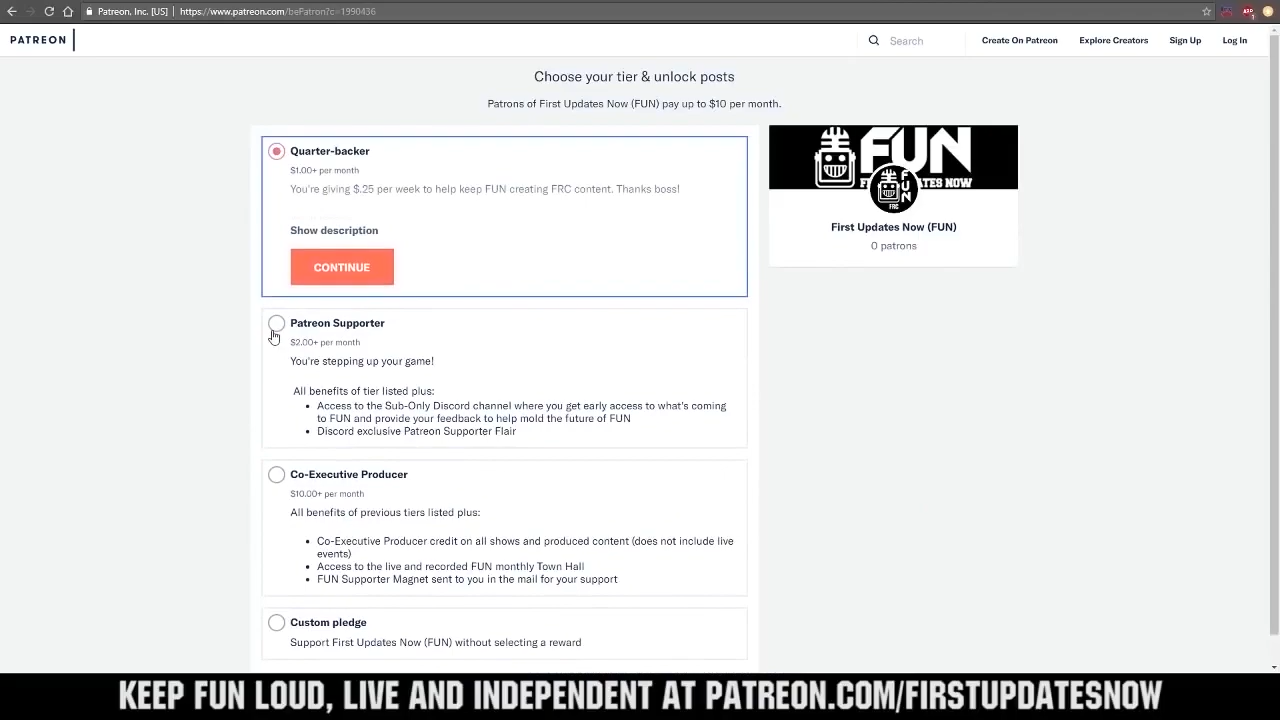 Patreon, Inc. [US] | https://www.patreon.com/bePatron?c=1990436
PATREON
Search
Create On Patreon
Explore Creators
Sign Up
Log In
Choose your tier & unlock posts
Patrons of First Updates Now (FUN) pay up to $10 per month.
Quarter-backer
$1.00+ per month
You're giving $.25 per week to help keep FUN creating FRC content. Thanks boss!
Show description
CONTINUE
FUN
FUN
FRC
First Updates Now (FUN)
0 patrons
Patreon Supporter
$2.00+ per month
You're stepping up your game!
All benefits of tier listed plus:
• Access to the Sub-Only Discord channel where you get early access to what's coming
to FUN and provide your feedback to help mold the future of FUN
• Discord exclusive Patreon Supporter Flair
Co-Executive Producer
$10.00+ per month
All benefits of previous tiers listed plus:
• Co-Executive Producer credit on all shows and produced content (does not include live
events)
• Access to the live and recorded FUN monthly Town Hall
• FUN Supporter Magnet sent to you in the mail for your support
Custom pledge
Support First Updates Now (FUN) without selecting a reward
KEEP FUN LOUD, LIVE AND INDEPENDENT AT PATREON.COM/FIRSTUPDATESNOW